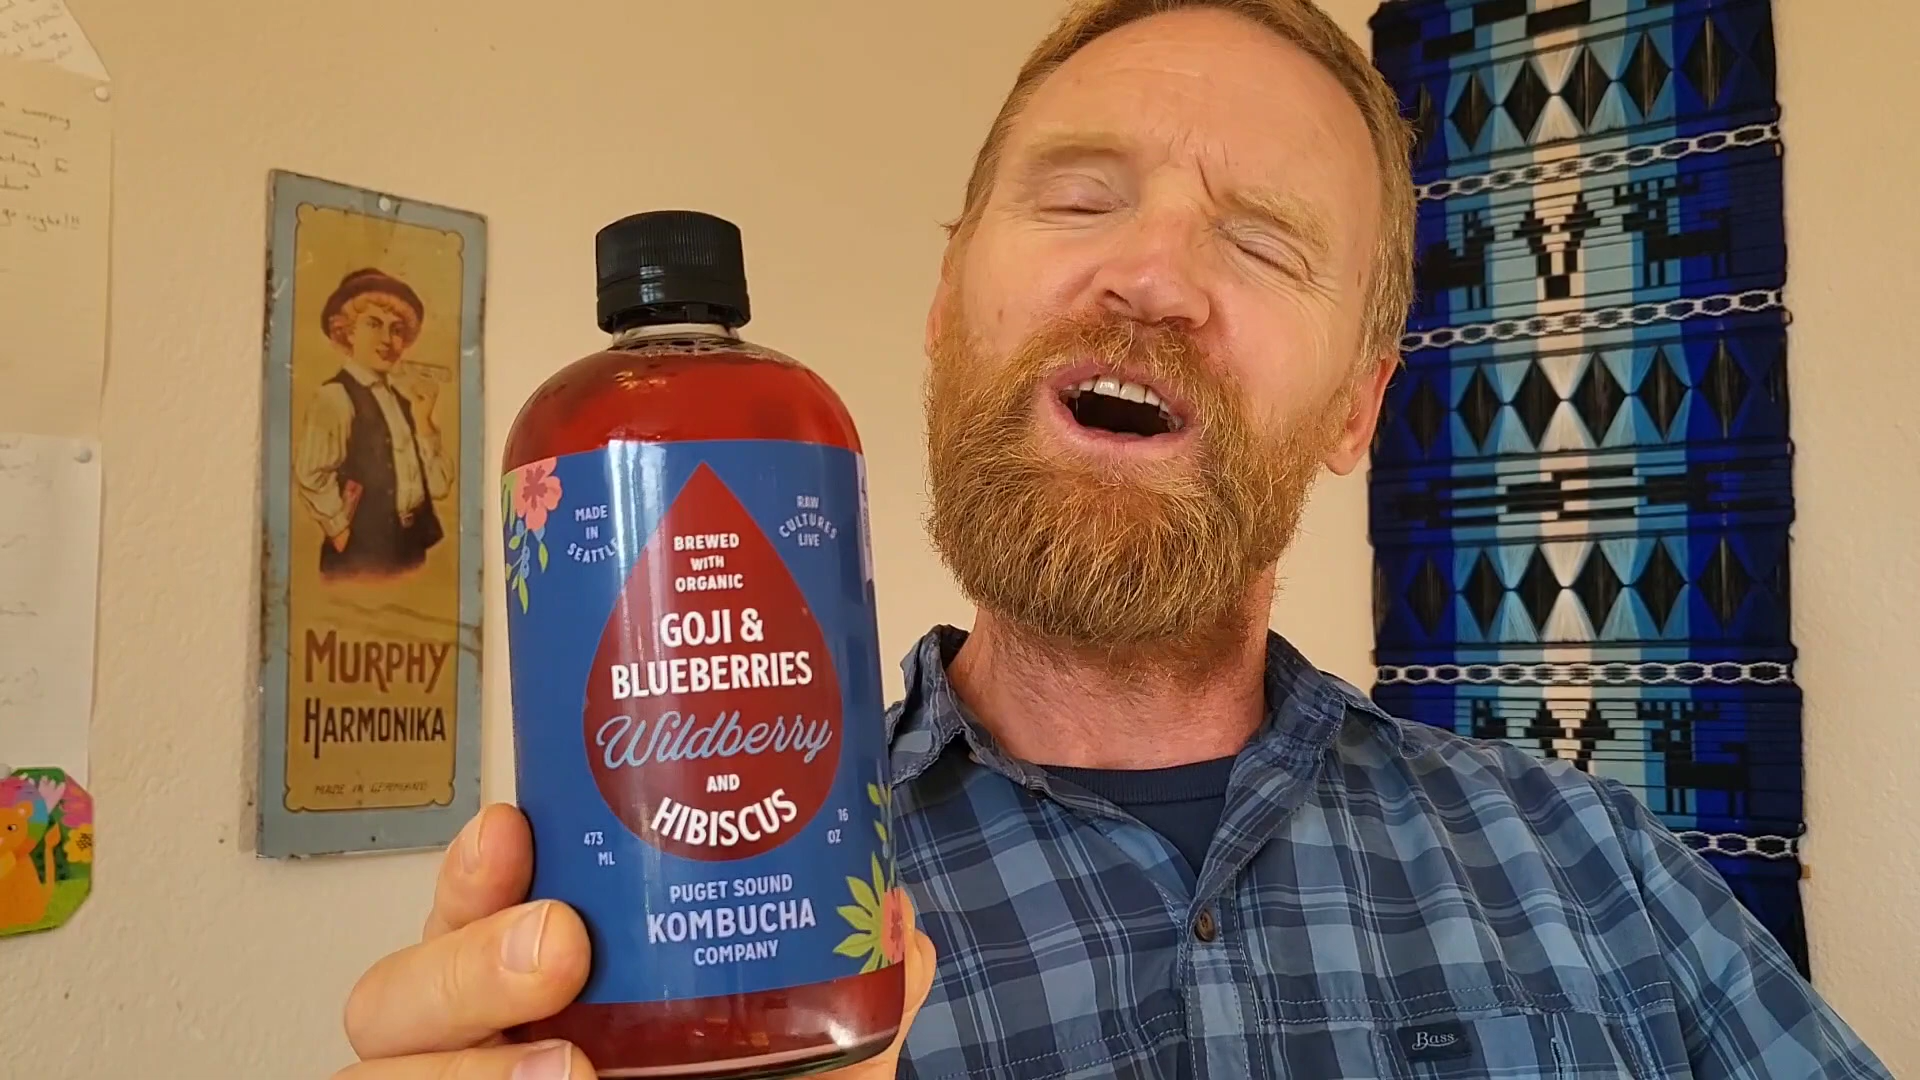 MURPHY
HARMONIKA
MADE IN GERMANY
MADE
IN
SEATTLE
RAW
CULTURES
LIVE
BREWED
WITH
ORGANIC
GOJI &
BLUEBERRIES
Wildberry
AND
HIBISCUS
473
ML
16
OZ
PUGET SOUND
KOMBUCHA
COMPANY
Bass